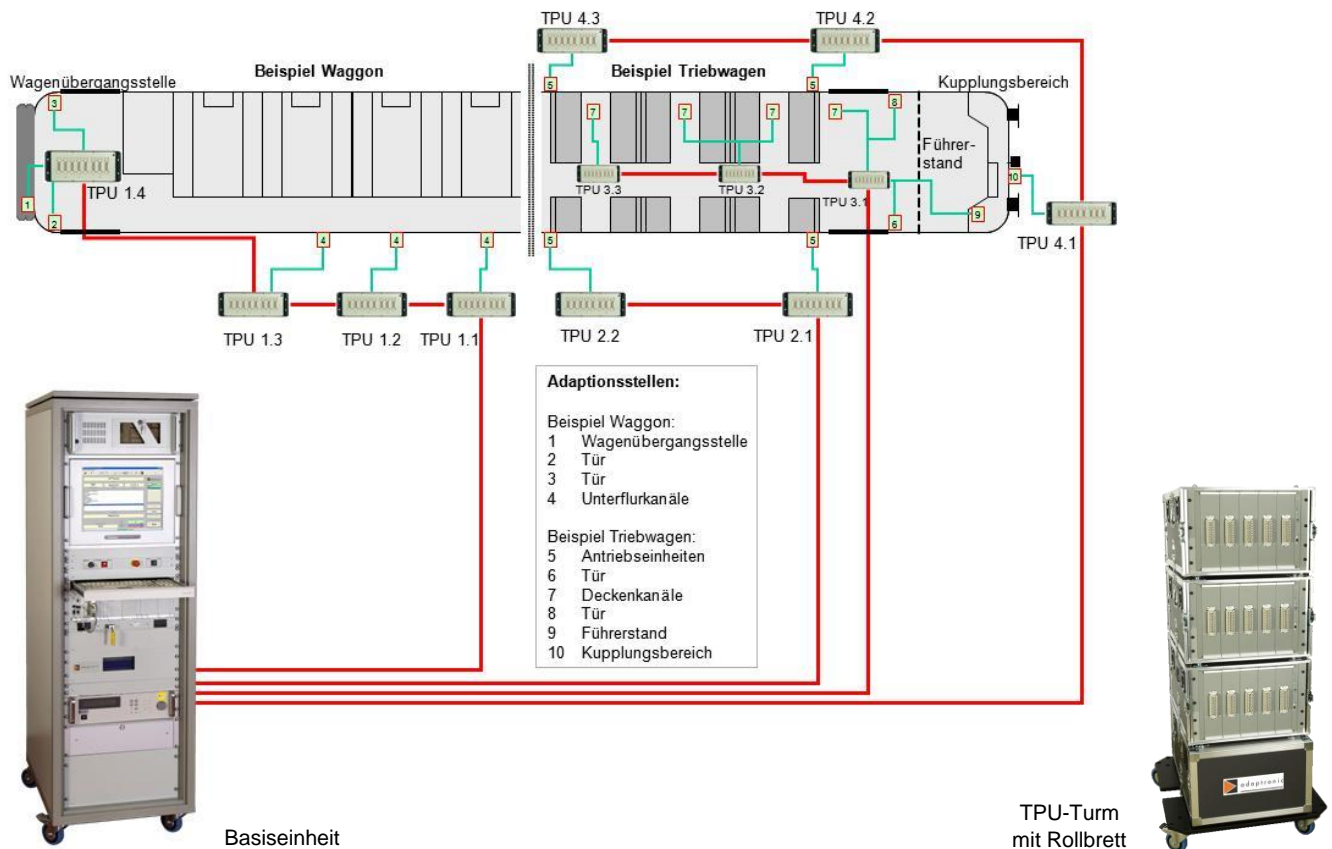 TPU 4.3
TPU 4.2
Beispiel Waggon
Beispiel Triebwagen
Wagenübergangsstelle
Kupplungsbereich
3
5
5
7
7
7
7
8
Führer-
stand
TPU 1.4
TPU 3.3
TPU 3.2
TPU 3.1
10
1
2
6
9
TPU 4.1
4
4
4
5
5
TPU 1.3
TPU 1.2
TPU 1.1
TPU 2.2
TPU 2.1
Adaptionsstellen:
Beispiel Waggon:
1 Wagenübergangsstelle
2 Tür
3 Tür
4 Unterflurkanäle
Beispiel Triebwagen:
5 Antriebseinheiten
6 Tür
7 Deckenkanäle
8 Tür
9 Führerstand
10 Kupplungsbereich
adaptronic
Basiseinheit
TPU-Turm
mit Rollbrett